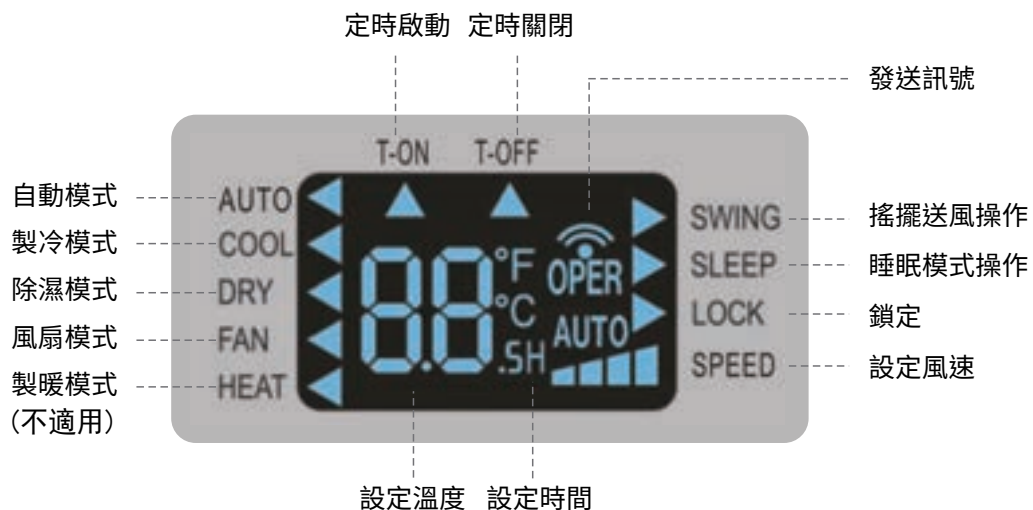 定時啟動 定時關閉
發送訊號
T-ON T-OFF
自動模式 AUTO SWING 搖擺送風操作
製冷模式 COOL °F OPER SLEEP 睡眠模式操作
除濕模式 DRY 88 °C LOCK 鎖定
風扇模式 FAN AUTO
製暖模式 HEAT .5H SPEED 設定風速
(不適用)
設定溫度 設定時間